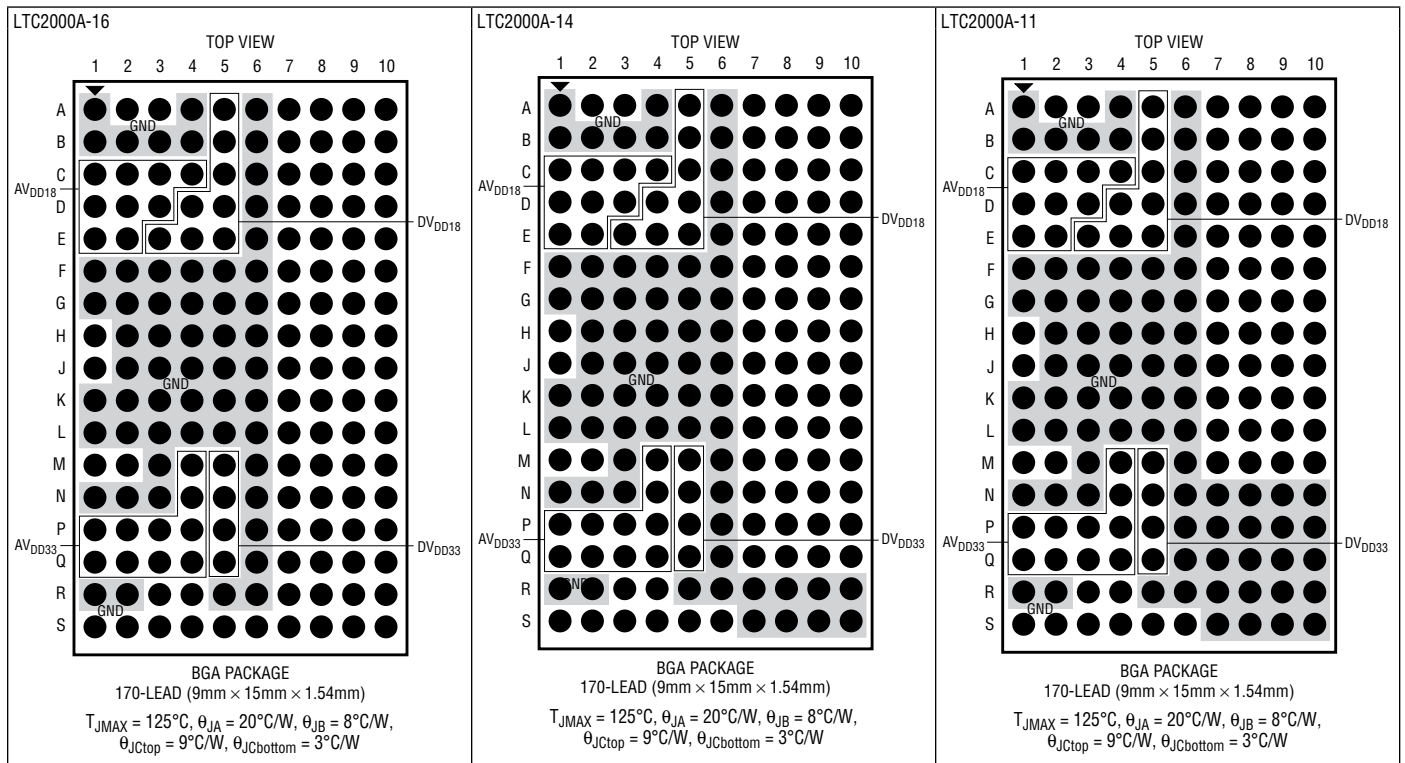 LTC2000A-16
TOP VIEW
1 2 3 4 5 6 7 8 9 10
A
GND
B
C
AVDD18
D
DVDD18
E
F
G
H
J
GND
K
L
M
N
P
AVDD33
DVDD33
Q
R
GND
S
BGA PACKAGE
170-LEAD (9mm × 15mm × 1.54mm)
TJMAX = 125°C, θJA = 20°C/W, θJB = 8°C/W,
θJCtop = 9°C/W, θJCbottom = 3°C/W
LTC2000A-14
TOP VIEW
1 2 3 4 5 6 7 8 9 10
A
GND
B
C
AVDD18
D
DVDD18
E
F
G
H
J
GND
K
L
M
N
P
AVDD33
DVDD33
Q
R
GND
S
BGA PACKAGE
170-LEAD (9mm × 15mm × 1.54mm)
TJMAX = 125°C, θJA = 20°C/W, θJB = 8°C/W,
θJCtop = 9°C/W, θJCbottom = 3°C/W
LTC2000A-11
TOP VIEW
1 2 3 4 5 6 7 8 9 10
A
GND
B
C
AVDD18
D
DVDD18
E
F
G
H
J
GND
K
L
M
N
P
AVDD33
DVDD33
Q
R
GND
S
BGA PACKAGE
170-LEAD (9mm × 15mm × 1.54mm)
TJMAX = 125°C, θJA = 20°C/W, θJB = 8°C/W,
θJCtop = 9°C/W, θJCbottom = 3°C/W